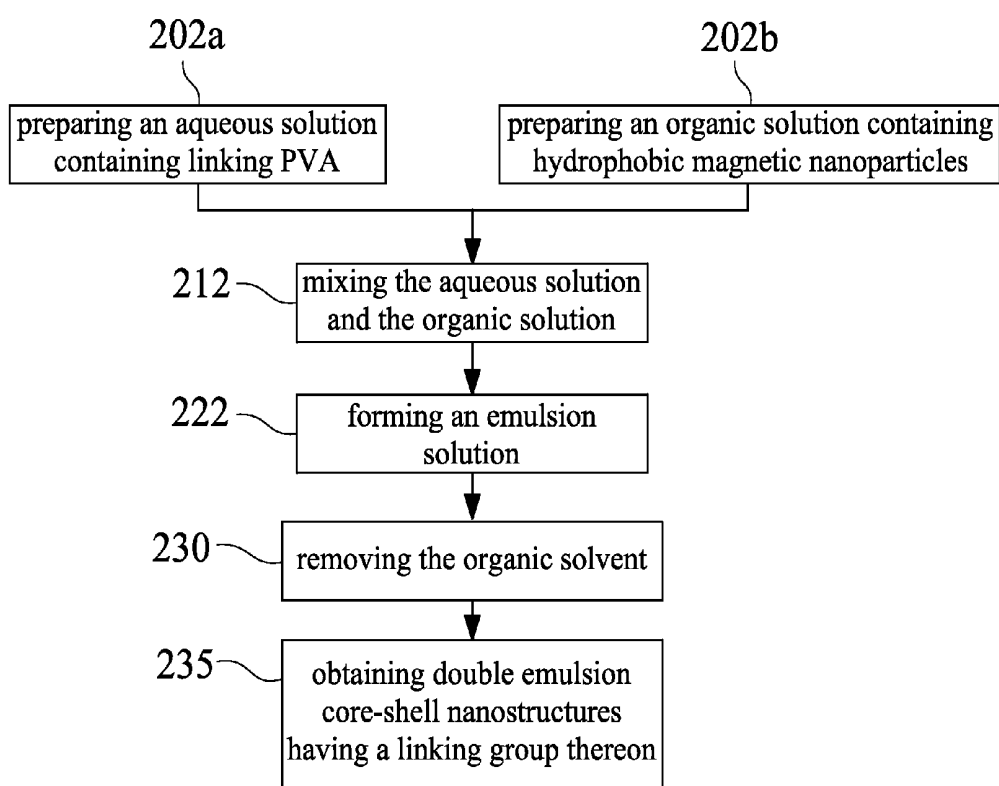 202a
202b
preparing an aqueous solution
containing linking PVA
preparing an organic solution containing
hydrophobic magnetic nanoparticles
212
mixing the aqueous solution
and the organic solution
222
forming an emulsion
solution
230
removing the organic solvent
235
obtaining double emulsion
core-shell nanostructures
having a linking group thereon